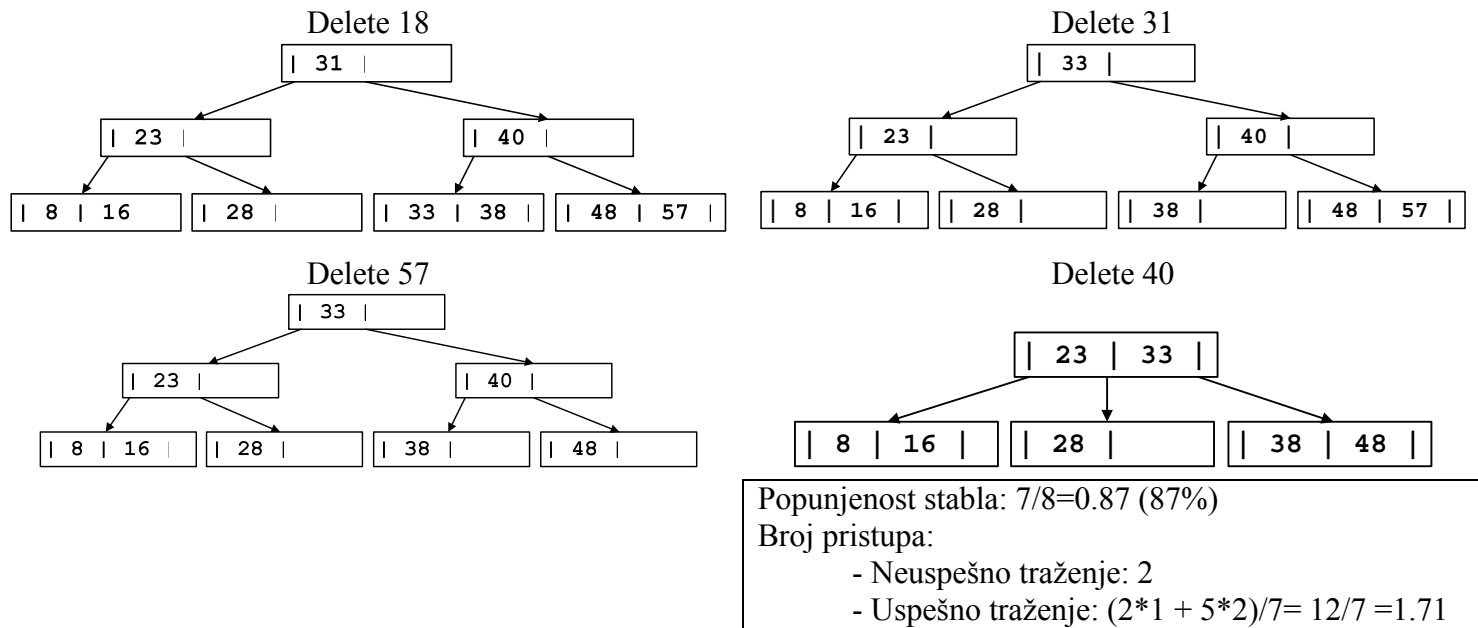 Delete 18
| 31 |
| 23 | | 40 |
| 8 | 16 | 28 | | 33 | 38 | | 48 | 57 |
Delete 31
| 33 |
| 23 | | 40 |
| 8 | 16 | | 28 | | 38 | | 48 | 57 |
Delete 57
| 33 |
| 23 | | 40 |
| 8 | 16 | | 28 | | 38 | | 48 |
Delete 40
| 23 | 33 |
| 8 | 16 | | 28 | | 38 | 48 |
Popunjenost stabla: 7/8=0.87 (87%)
Broj pristupa:
- Neuspešno traženje: 2
- Uspešno traženje: (2*1 + 5*2)/7= 12/7 =1.71